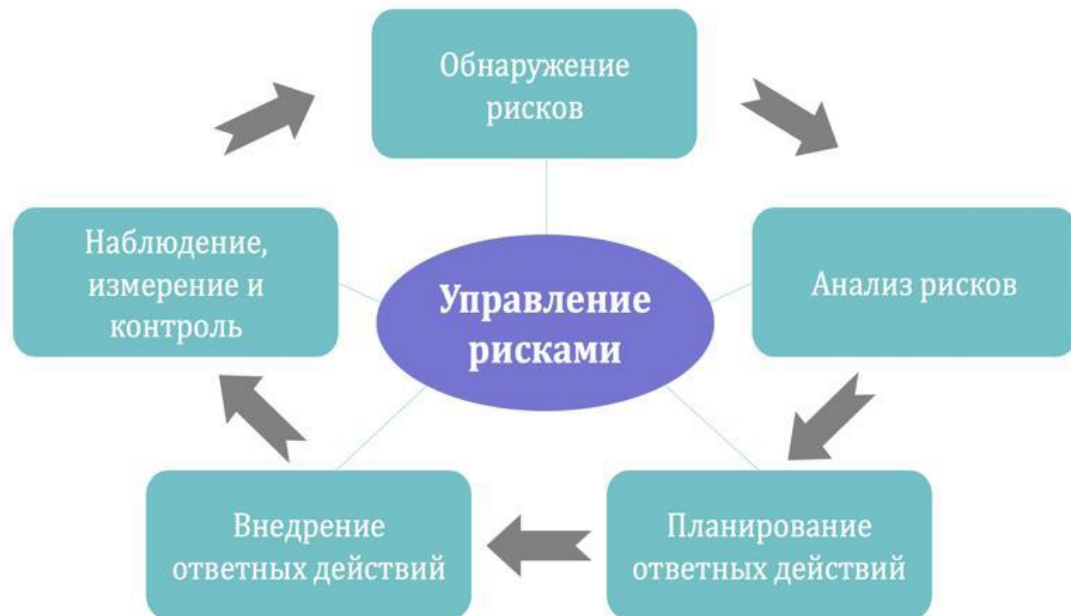 Обнаружение
рисков
Анализ рисков
Планирование
ответных действий
Внедрение
ответных действий
Наблюдение,
измерение и
контроль
Управление
рисками